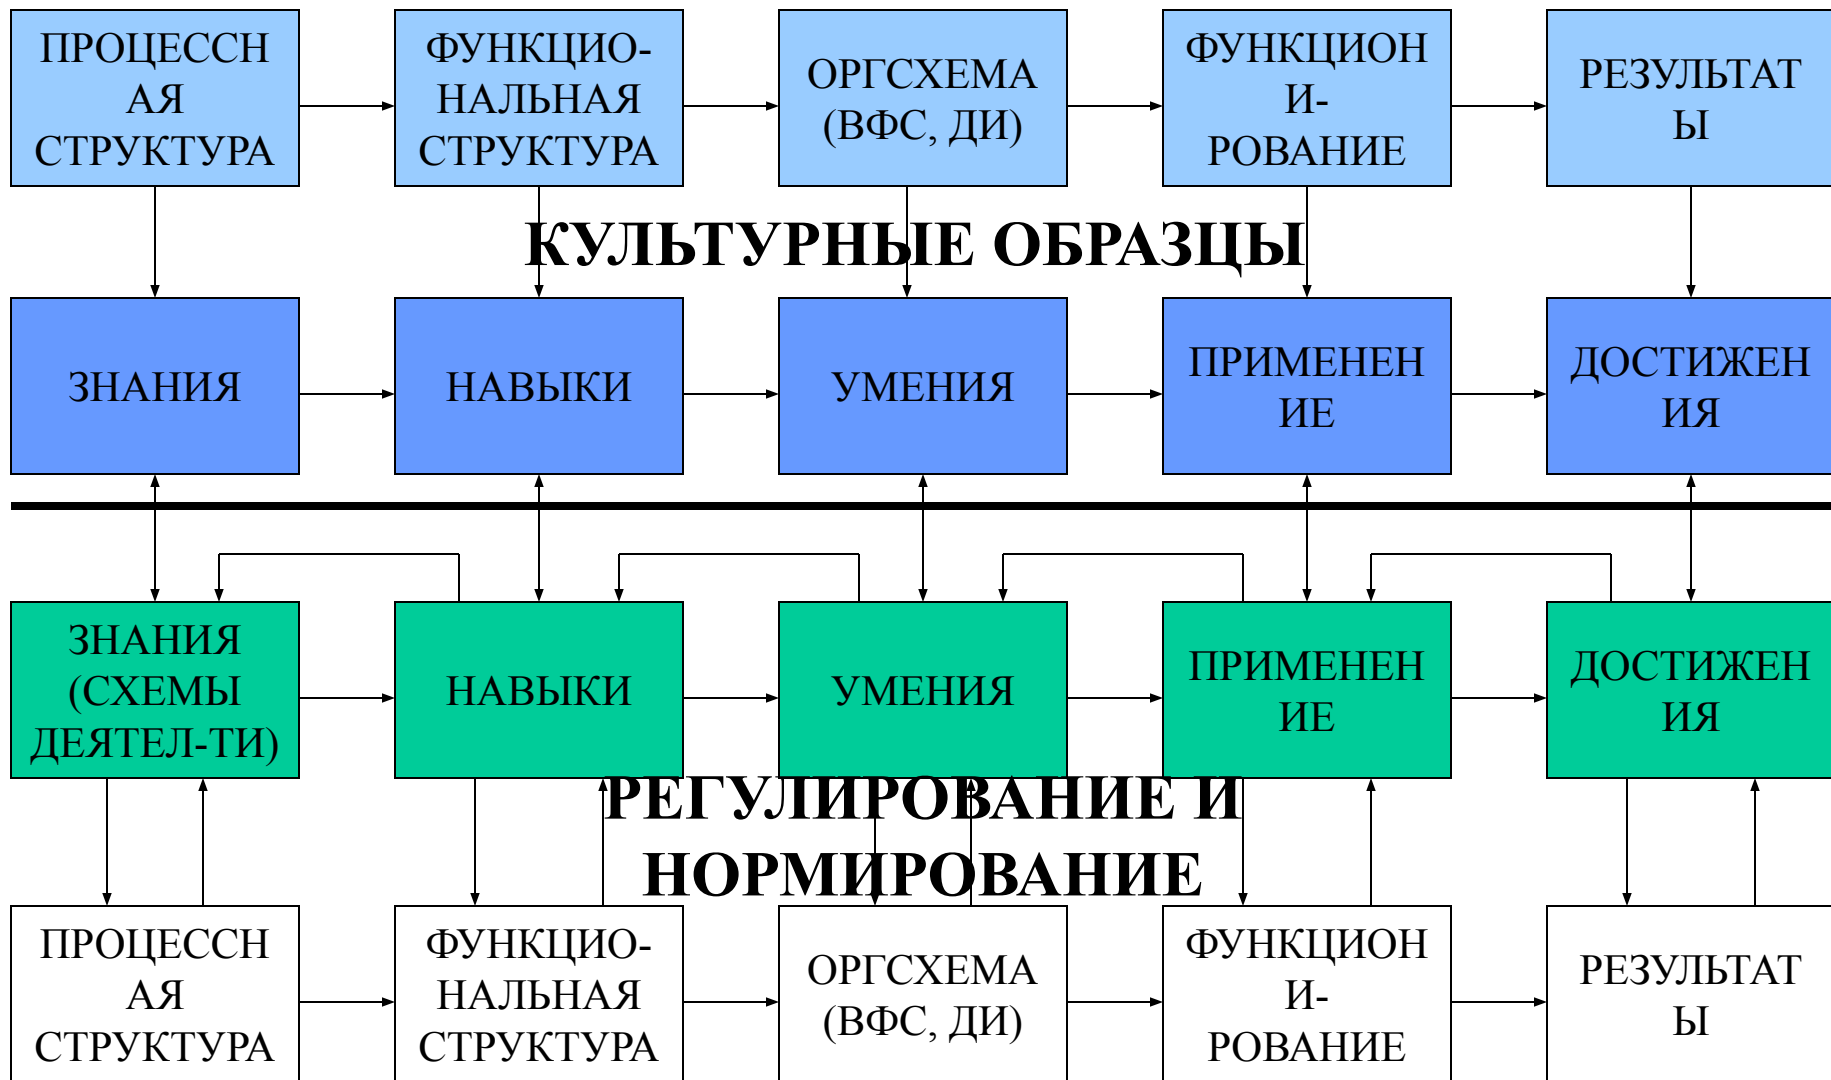 ПРОЦЕССН
АЯ
СТРУКТУРА
ФУНКЦИО-
НАЛЬНАЯ
СТРУКТУРА
ОРГСХЕМА
(ВФС, ДИ)
ФУНКЦИОН
И-
РОВАНИЕ
РЕЗУЛЬТАТ
Ы
КУЛЬТУРНЫЕ ОБРАЗЦЫ
ЗНАНИЯ
НАВЫКИ
УМЕНИЯ
ПРИМЕНЕН
ИЕ
ДОСТИЖЕН
ИЯ
ЗНАНИЯ
(СХЕМЫ
ДЕЯТЕЛ-ТИ)
НАВЫКИ
УМЕНИЯ
ПРИМЕНЕН
ИЕ
ДОСТИЖЕН
ИЯ
РЕГУЛИРОВАНИЕ И
НОРМИРОВАНИЕ
ПРОЦЕССН
АЯ
СТРУКТУРА
ФУНКЦИО-
НАЛЬНАЯ
СТРУКТУРА
ОРГСХЕМА
(ВФС, ДИ)
ФУНКЦИОН
И-
РОВАНИЕ
РЕЗУЛЬТАТ
Ы